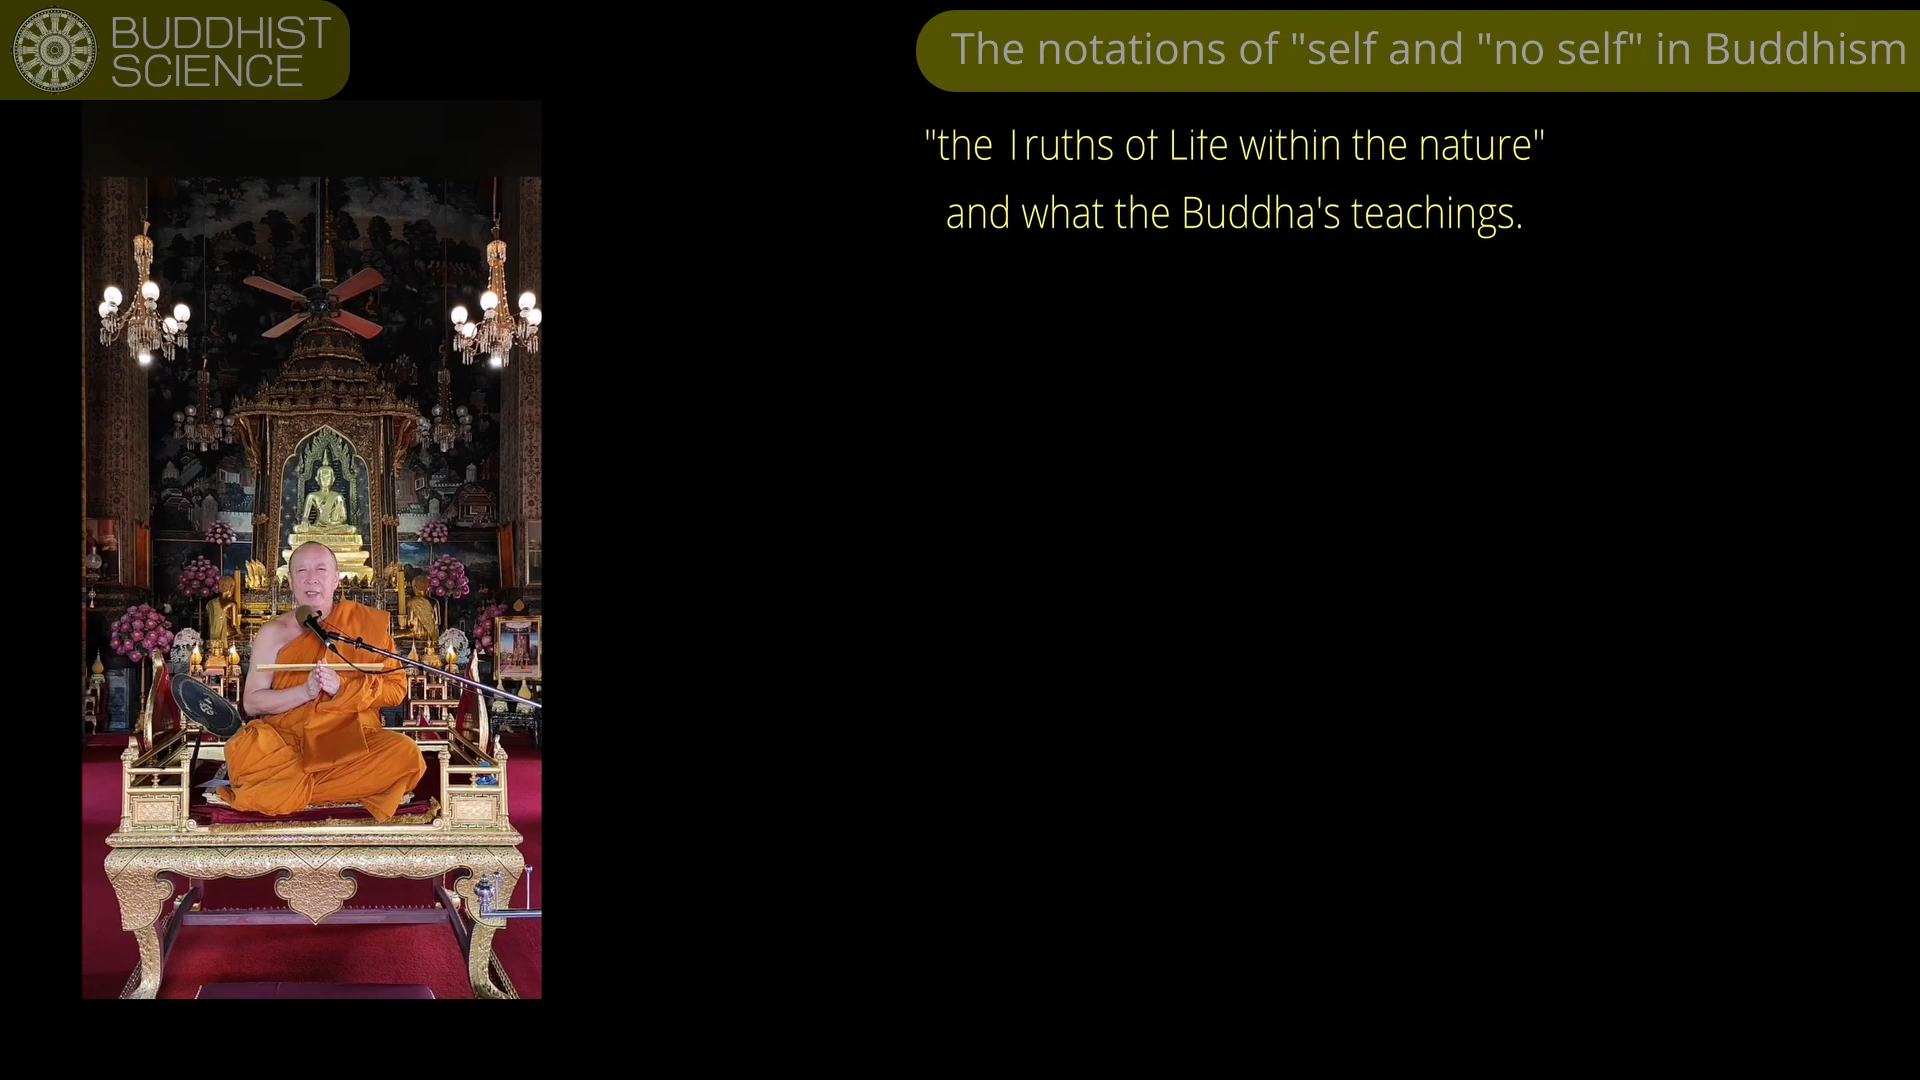 BUDDHIST
SCIENCE
The notations of "self and "no self" in Buddhism
"the Truths of Life within the nature"
and what the Buddha's teachings.